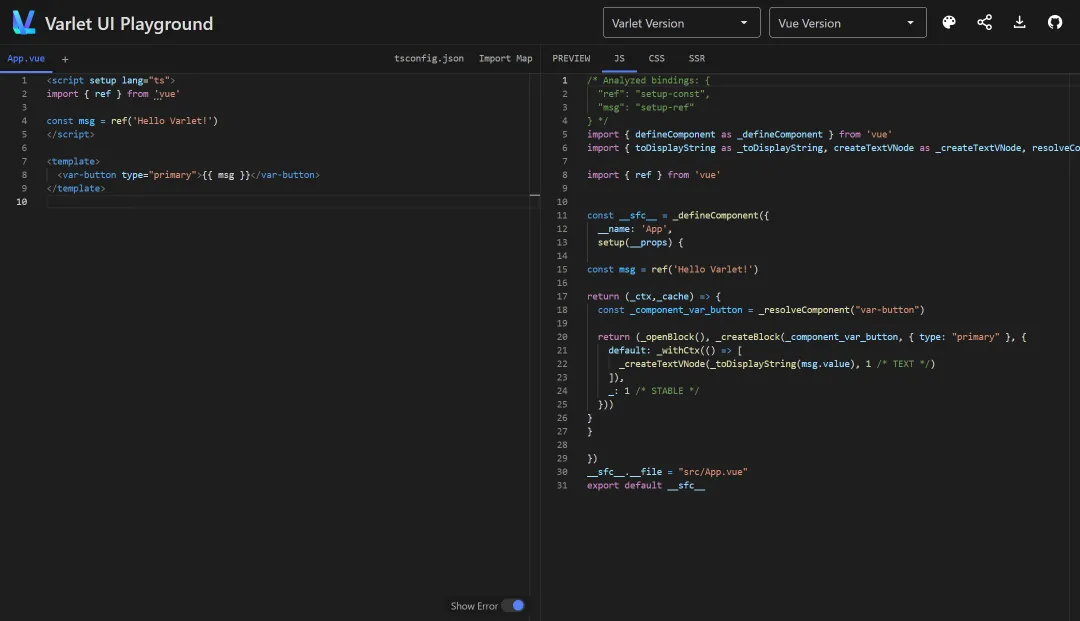 Varlet UI Playground
Varlet Version
Vue Version
App.vue +
tsconfig.json Import Map
1 <script setup lang="ts">
2 import { ref } from 'vue'
3
4 const msg = ref('Hello Varlet!')
5 </script>
6
7 <template>
8 <var-button type="primary">{{ msg }}</var-button>
9 </template>
10
Show Error
PREVIEW JS CSS SSR
1 /* Analyzed bindings: {
2 "ref": "setup-const",
3 "msg": "setup-ref"
4 } */
5 import { defineComponent as _defineComponent } from 'vue'
6 import { toDisplayString as _toDisplayString, createTextVNode as _createTextVNode, resolveCo
7
8 import { ref } from 'vue'
9
10
11 const __sfc__ = _defineComponent({
12 __name: 'App',
13 setup(__props) {
14
15 const msg = ref('Hello Varlet!')
16
17 return (_ctx,_cache) => {
18 const _component_var_button = _resolveComponent("var-button")
19
20 return (_openBlock(), _createBlock(_component_var_button, { type: "primary" }, {
21 default: _withCtx(() => [
22 _createTextVNode(_toDisplayString(msg.value), 1 /* TEXT */)
23 ]),
24 _: 1 /* STABLE */
25 }))
26 }
27 }
28
29 })
30 __sfc__.__file = "src/App.vue"
31 export default __sfc__